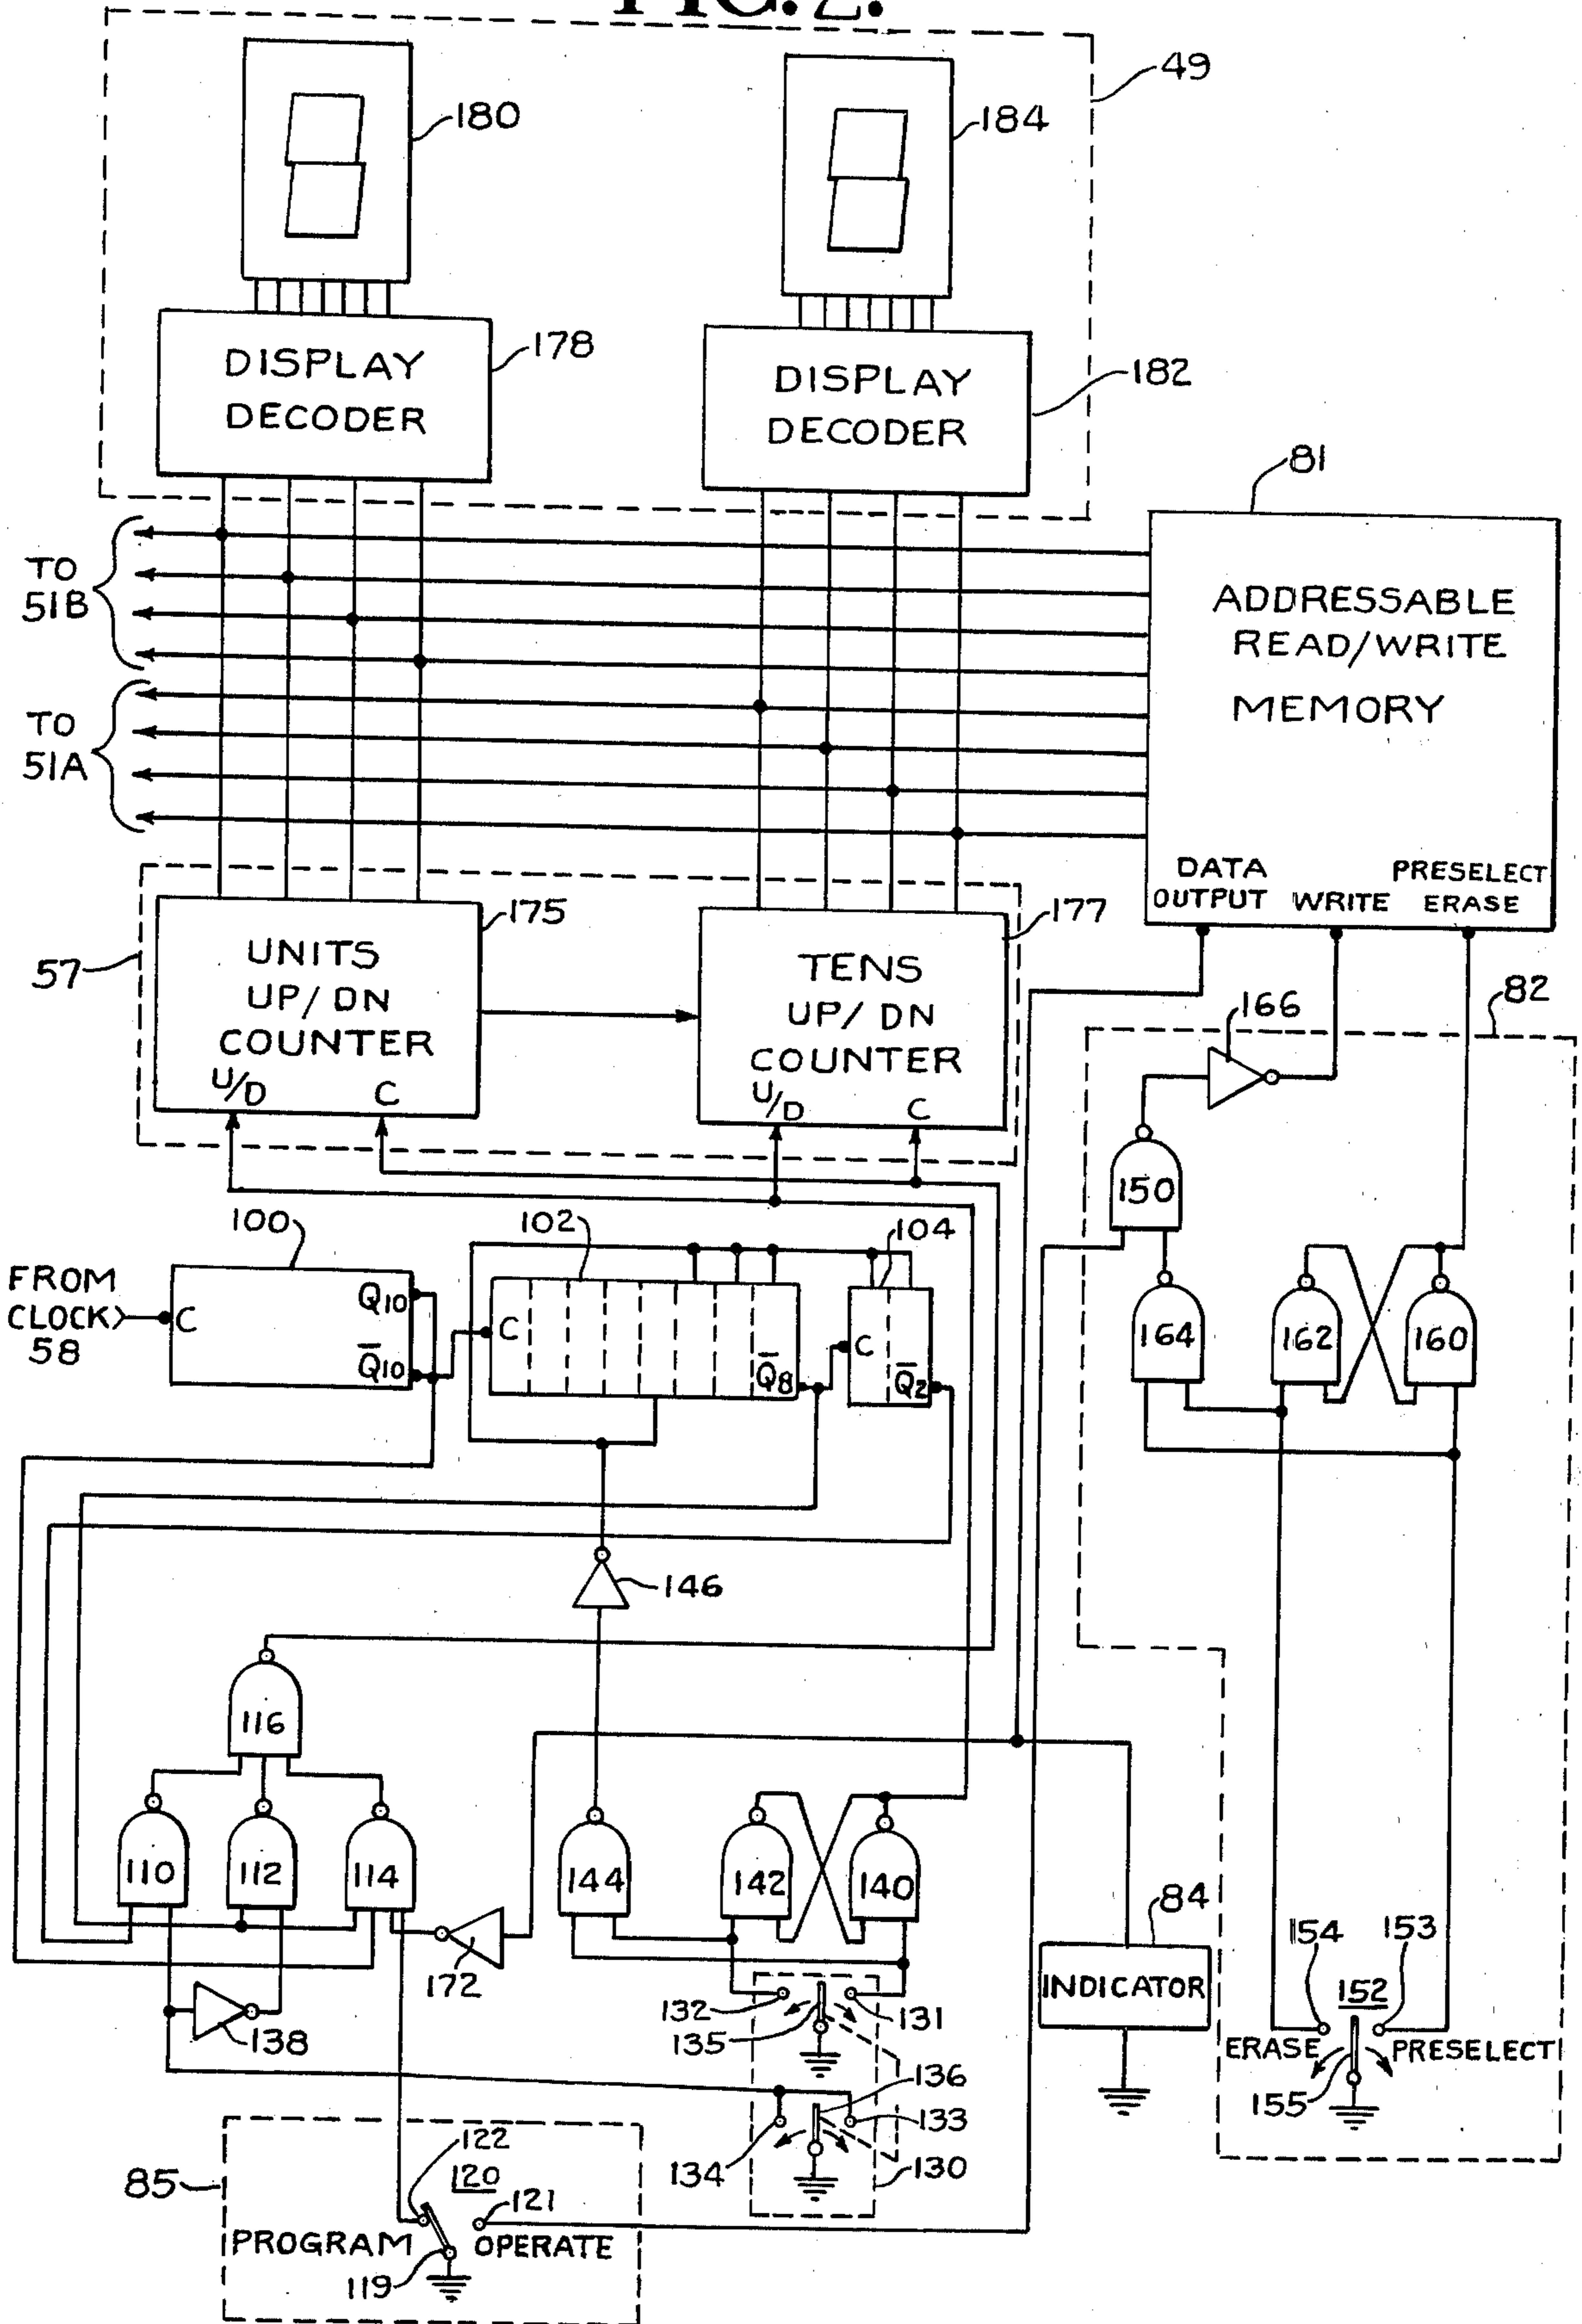 FIG. 2.
49
180
184
178
DISPLAY
DECODER
182
DISPLAY
DECODER
81
TO
51B
ADDRESSABLE
READ/WRITE
MEMORY
TO
51A
DATA
OUTPUT
WRITE
PRESELECT
ERASE
57
175
UNITS
UP/DN
COUNTER
U/D
C
177
TENS
UP/DN
COUNTER
U/D
C
166
82
150
100
102
104
FROM
CLOCK
58
C
Q10
Q̅10
C
Q̅8
C
Q̅2
164
162
160
146
116
110
112
114
144
142
140
172
138
84
INDICATOR
132
131
135
136
134
133
130
154
152
153
ERASE
PRESELECT
155
85
122
120
121
PROGRAM
OPERATE
119